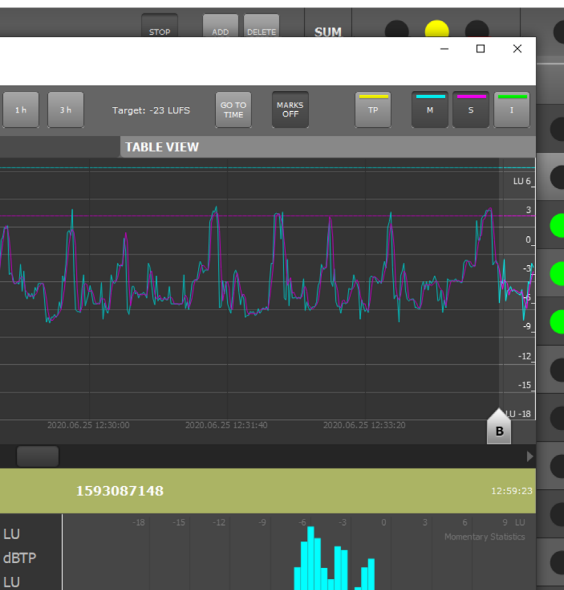 STOP ADD DELETE SUM
1 h 3 h Target: -23 LUFS GO TO TIME MARKS OFF TP M S I
TABLE VIEW
LU 6
3
0
-3
-6
-9
-12
-15
LU -18
2020.06.25 12:30:00 2020.06.25 12:31:40 2020.06.25 12:33:20
B
1593087148 12:59:23
-18 -15 -12 -9 -6 -3 0 3 6 9 LU
LU
Momentary Statistics
dBTP
LU